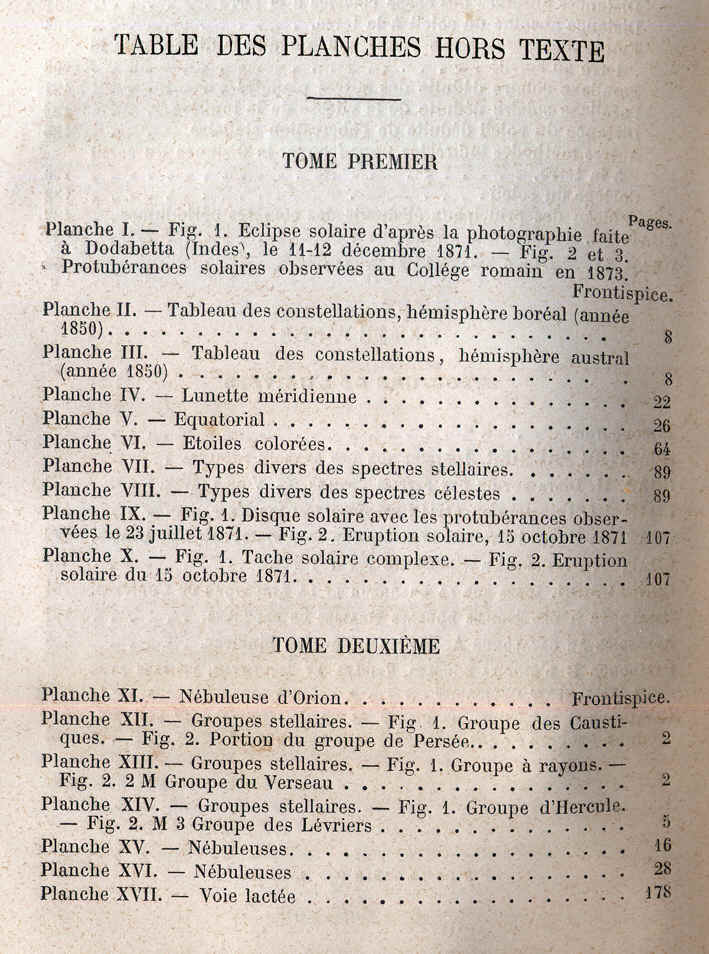 TABLE DES PLANCHES HORS TEXTE
TOME PREMIER
Pages.
Planche I. — Fig. 1. Eclipse solaire d'après la photographie faite
à Dodabetta (Indes), le 11-12 décembre 1871. — Fig. 2 et 3.
Protubérances solaires observées au Collége romain en 1873.
Frontispice.
Planche II. — Tableau des constellations, hémisphère boréal (année
1850). . . . . . . . . . . . . . . . . . . . . . . . . . . . 8
Planche III. — Tableau des constellations, hémisphère austral
(année 1850) . . . . . . . . . . . . . . . . . . . . . . . . 8
Planche IV. — Lunette méridienne . . . . . . . . . . . . . . 22
Planche V. — Equatorial . . . . . . . . . . . . . . . . . . . 26
Planche VI. — Etoiles colorées. . . . . . . . . . . . . . . . 64
Planche VII. — Types divers des spectres stellaires. . . . . . . 89
Planche VIII. — Types divers des spectres célestes . . . . . . . 89
Planche IX. — Fig. 1. Disque solaire avec les protubérances obser-
vées le 23 juillet 1871. — Fig. 2. Eruption solaire, 15 octobre 1871 107
Planche X. — Fig. 1. Tache solaire complexe. — Fig. 2. Eruption
solaire du 15 octobre 1871. . . . . . . . . . . . . . . . . . 107
TOME DEUXIÈME
Planche XI. — Nébuleuse d'Orion. . . . . . . . . . . . Frontispice.
Planche XII. — Groupes stellaires. — Fig. 1. Groupe des Causti-
ques. — Fig. 2. Portion du groupe de Persée. . . . . . . . . . 2
Planche XIII. — Groupes stellaires. — Fig. 1. Groupe à rayons. —
Fig. 2. 2 M Groupe du Verseau . . . . . . . . . . . . . . . . 2
Planche XIV. — Groupes stellaires. — Fig. 1. Groupe d'Hercule.
— Fig. 2. M 3 Groupe des Lévriers . . . . . . . . . . . . . . 5
Planche XV. — Nébuleuses. . . . . . . . . . . . . . . . . . . 16
Planche XVI. — Nébuleuses . . . . . . . . . . . . . . . . . . 28
Planche XVII. — Voie lactée . . . . . . . . . . . . . . . . . 178